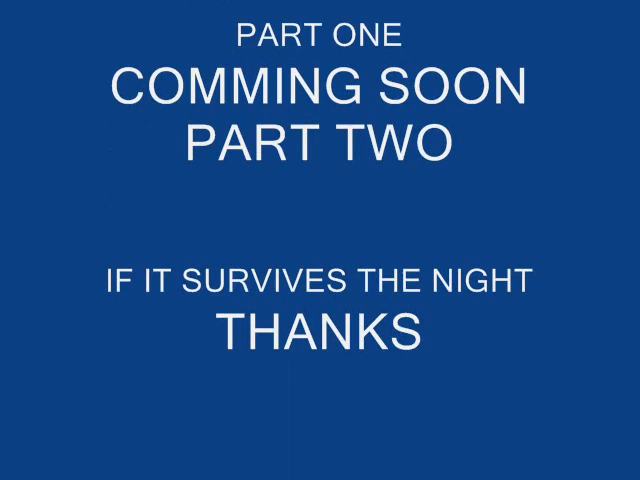 PART ONE
COMMING SOON
PART TWO
IF IT SURVIVES THE NIGHT
THANKS